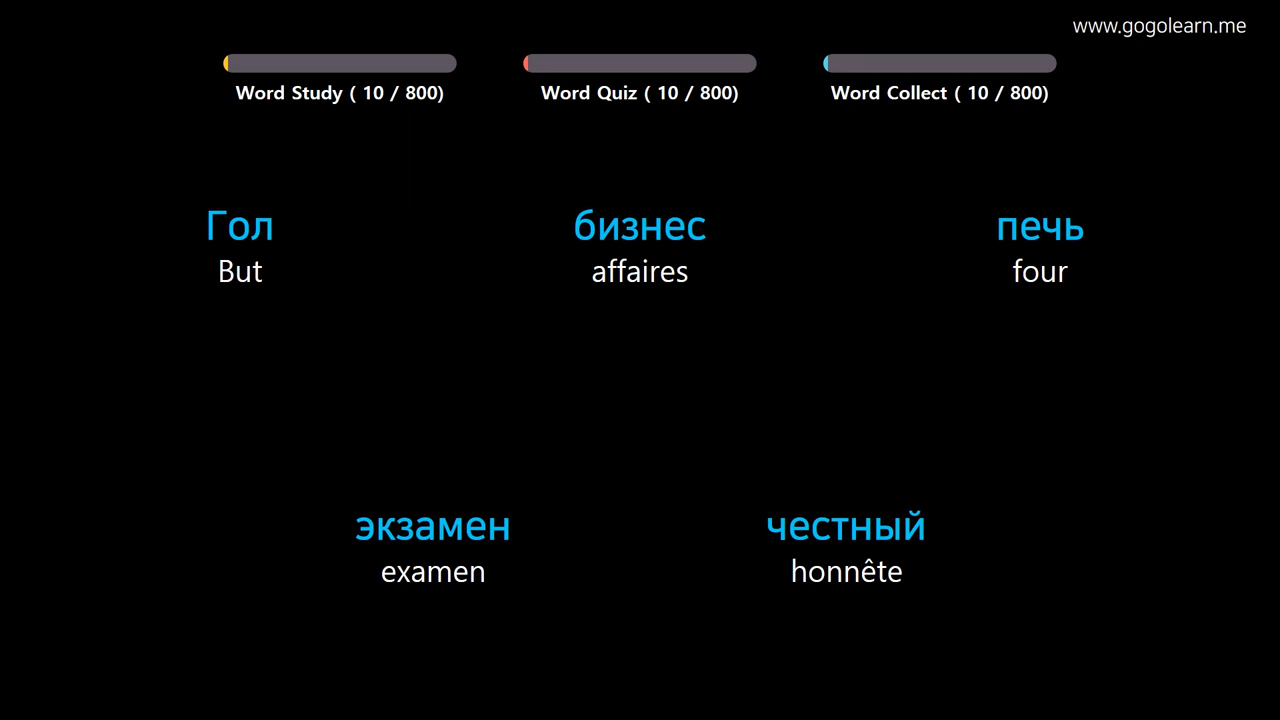 www.gogolearn.me
Word Study ( 10 / 800)
Word Quiz ( 10 / 800)
Word Collect ( 10 / 800)
Гол
But
бизнес
affaires
печь
four
экзамен
examen
честный
honnête